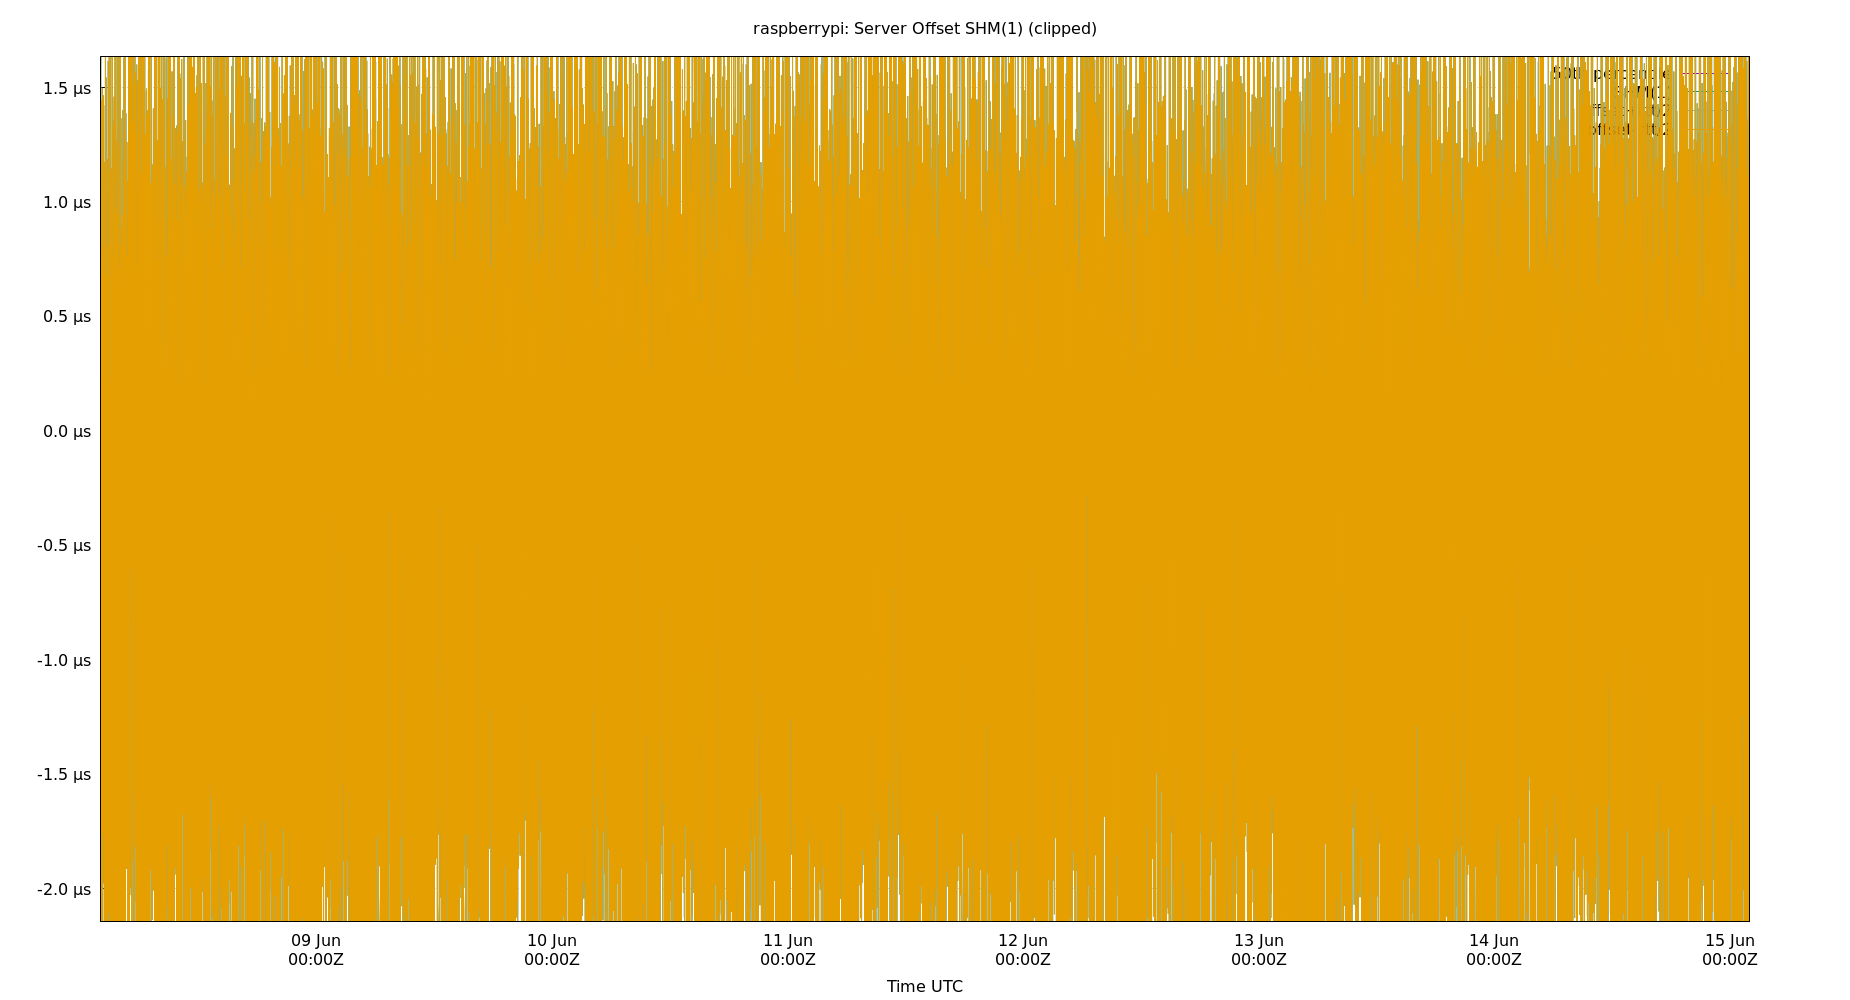 raspberrypi: Server Offset SHM(1) (clipped)
1.5 µs
1.0 µs
0.5 µs
0.0 µs
-0.5 µs
-1.0 µs
-1.5 µs
-2.0 µs
09 Jun 10 Jun 11 Jun 12 Jun 13 Jun 14 Jun 15 Jun
00:00Z 00:00Z 00:00Z 00:00Z 00:00Z 00:00Z 00:00Z
Time UTC